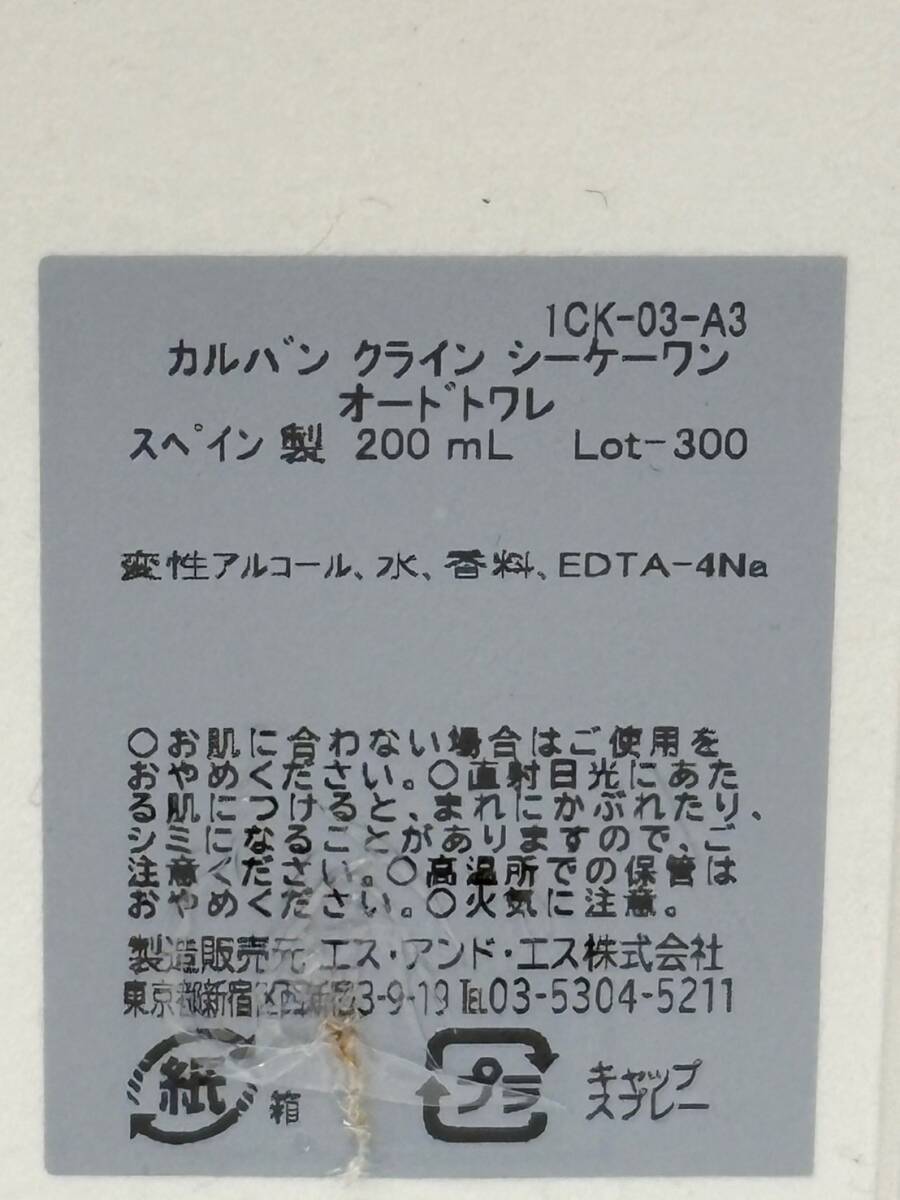 1CK-03-A3
カルバン クライン シーケーワン
オードトワレ
スペイン 製 200 mL Lot-300
変性アルコール、水、香料、EDTA-4Na
○お肌に合わない場合はご使用を
おやめください。○直射日光にあた
る肌につけると、まれにかぶれたり、
シミになることがありますので、ご
注意ください。○高温所での保管は
おやめください。○火気に注意。
製造販売元 エス・アンド・エス株式会社
東京都新宿区西新宿3-9-19 TEL03-5304-5211
紙 箱
プラ キャップ
スプレー